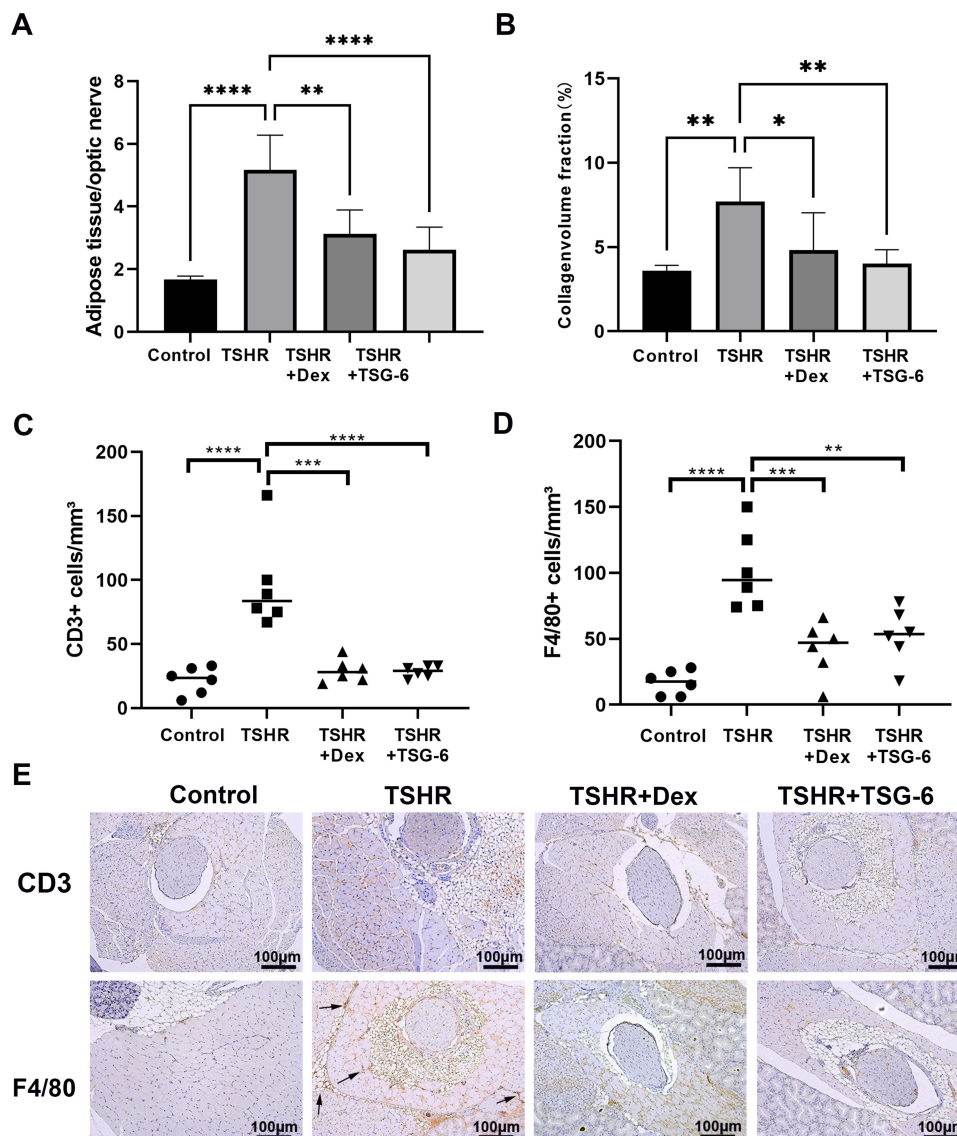 A
Adipose tissue/optic nerve
8
6
4
2
0
****
****
**
Control
TSHR
TSHR
+Dex
TSHR
+TSG-6
B
Collagenvolume fraction(%)
15
10
5
0
**
**
*
Control
TSHR
TSHR
+Dex
TSHR
+TSG-6
C
CD3+ cells/mm³
200
150
100
50
0
****
****
***
Control
TSHR
TSHR
+Dex
TSHR
+TSG-6
D
F4/80+ cells/mm³
200
150
100
50
0
**
****
***
Control
TSHR
TSHR
+Dex
TSHR
+TSG-6
E
Control TSHR TSHR+Dex TSHR+TSG-6
CD3
100µm 100µm 100µm 100µm
F4/80
100µm 100µm 100µm 100µm